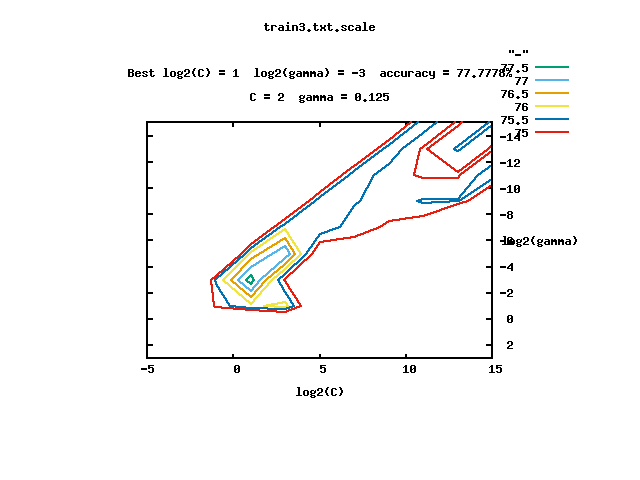 train3.txt.scale
"-"
Best log2(C) = 1  log2(gamma) = -3  accuracy = 77.7778%
77.5
77
76.5
C = 2  gamma = 0.125
76
75.5
75
-14
-12
-10
-8
-6
log2(gamma)
-4
-2
0
2
-5 0 5 10 15
log2(C)